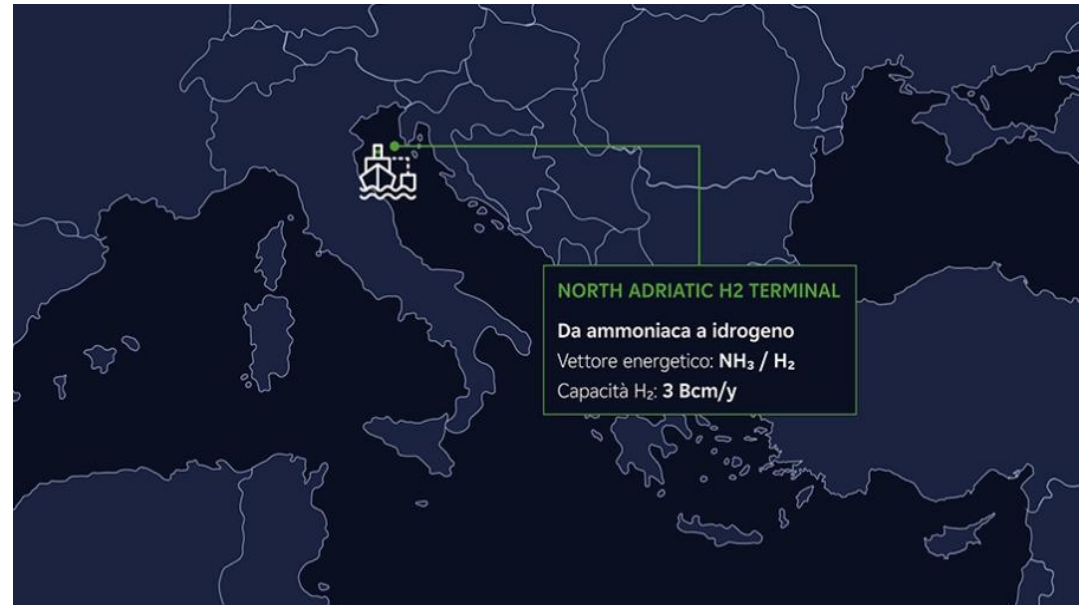 NORTH ADRIATIC H2 TERMINAL
Da ammoniaca a idrogeno
Vettore energetico: NH₃ / H₂
Capacità H₂: 3 Bcm/y